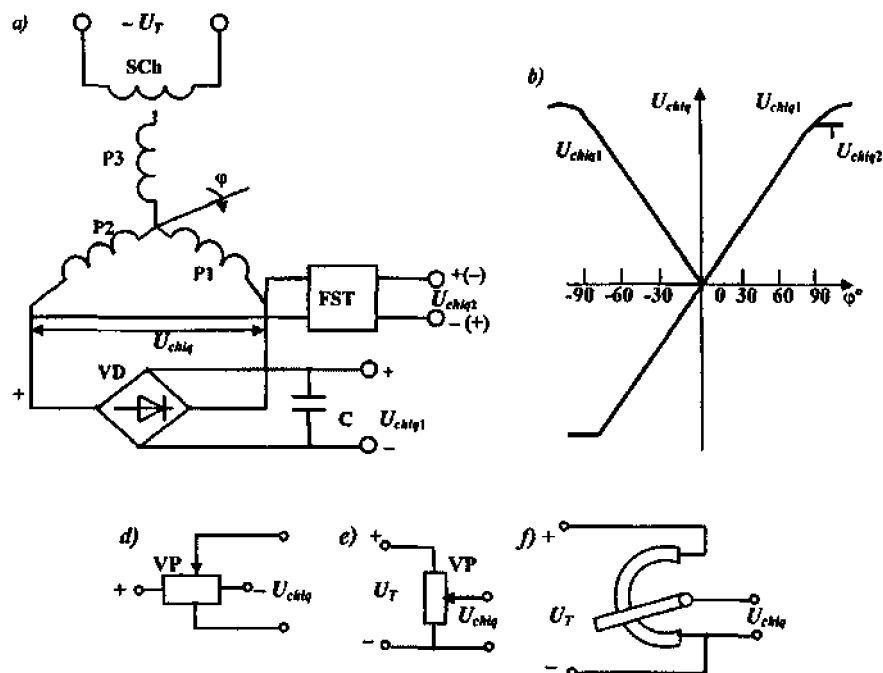 a)
~ U_T
SCh
P3
φ
P2
P1
FST
+(−)
U_chiq2
− (+)
U_chiq
VD
+
+
C
U_chiq1
−
b)
U_chiq
U_chiq1
U_chiq1
U_chiq2
-90 -60 -30 0 30 60 90 φ°
d)
VP
+
− U_chiq
e)
+
VP
U_T
U_chiq
−
f) +
U_T
U_chiq
−